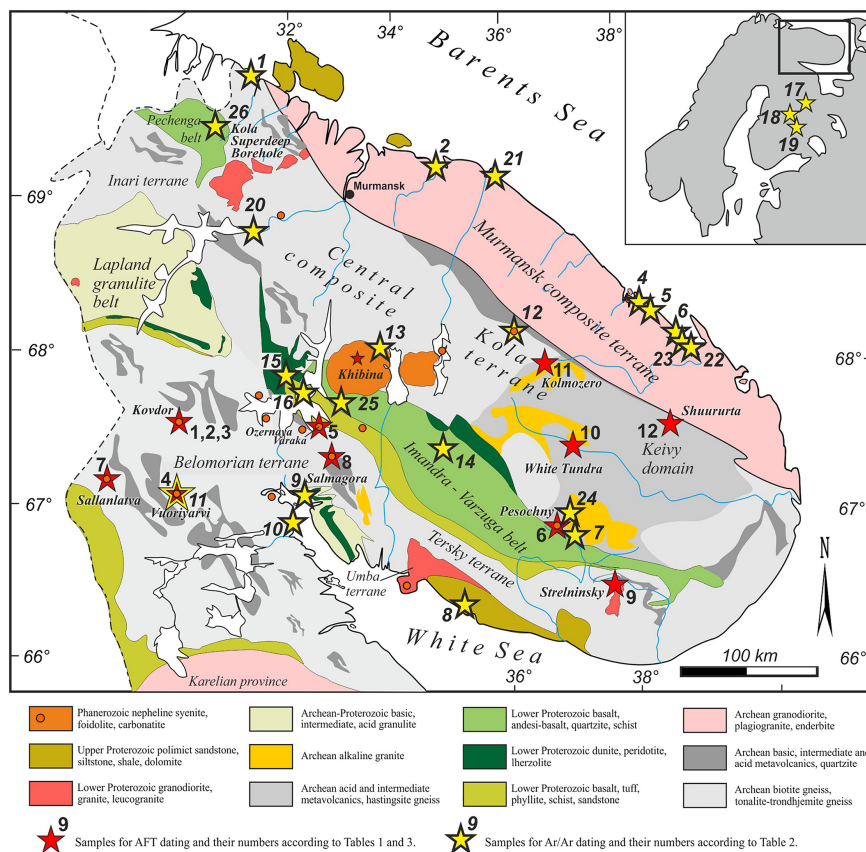 32°
34°
36°
38°
Barents Sea
1
26
Pechenga
belt
Kola
Superdeep
Borehole
2
21
17
18
19
69°
69°
Inari terrane
Murmansk
20
Lapland
granulite
belt
Central
composite
Kola
terrane
Murmansk composite terrane
4
5
6
23
22
12
13
68°
68°
Khibina
11
Kolmozero
15
16
25
Kovdor
1,2,3
Ozernaya
Varaka
5
8
Salmagora
Shuururta
12
Keivy
domain
10
White Tundra
14
Imandra - Varzuga belt
Belomorian terrane
7
Sallanlatva
4
11
Vuoriyarvi
9
10
67°
67°
24
Pesochny
6
7
Tersky terrane
Umba
terrane
Strelninsky
9
8
N
White Sea
66°
66°
Karelian province
36°
38°
100 km
Phanerozoic nepheline syenite,
foidolite, carbonatite
Archean-Proterozoic basic,
intermediate, acid granulite
Lower Proterozoic basalt,
andesi-basalt, quartzite, schist
Archean granodiorite,
plagiogranite, enderbite
Upper Proterozoic polimict sandstone,
siltstone, shale, dolomite
Archean alkaline granite
Lower Proterozoic dunite, peridotite,
lherzolite
Archean basic, intermediate and
acid metavolcanics, quartzite
Lower Proterozoic granodiorite,
granite, leucogranite
Archean acid and intermediate
metavolcanics, hastingsite gneiss
Lower Proterozoic basalt, tuff,
phyllite, schist, sandstone
Archean biotite gneiss,
tonalite-trondhjemite gneiss
9
Samples for AFT dating and their numbers according to Tables 1 and 3.
9
Samples for Ar/Ar dating and their numbers according to Table 2.